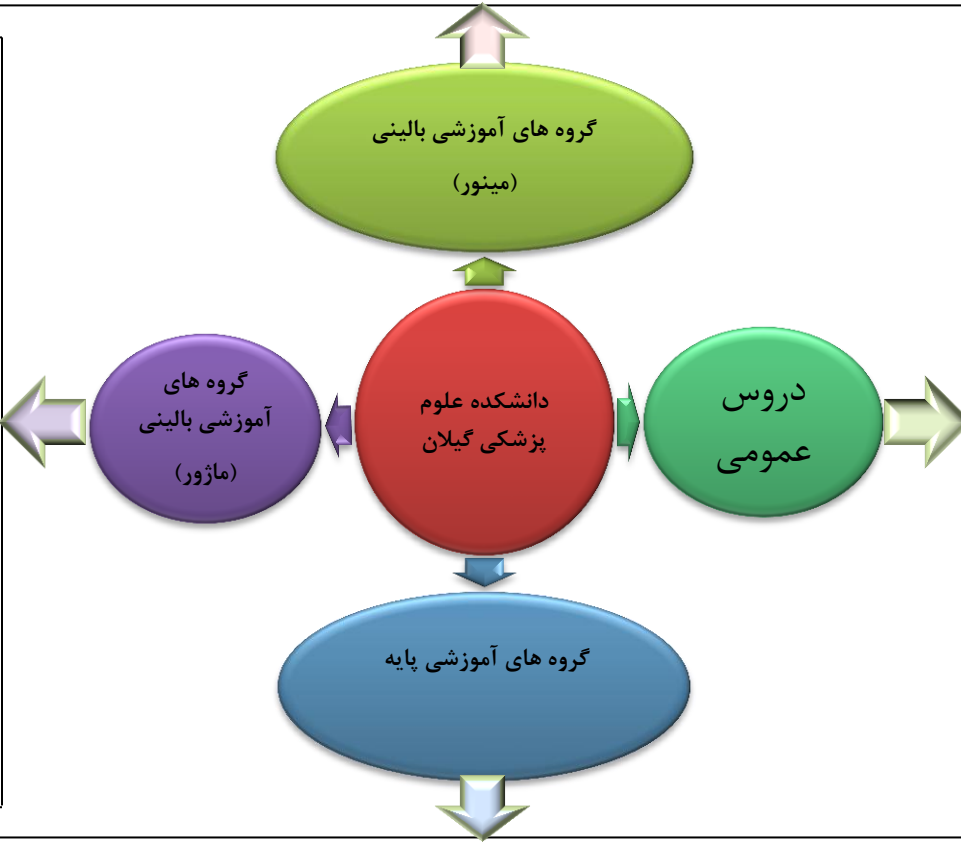 گروه های آموزشی بالینی
(مینور)
دروس
عمومی
دانشکده علوم
پزشکی گیلان
گروه های
آموزشی بالینی
(ماژور)
گروه های آموزشی پایه